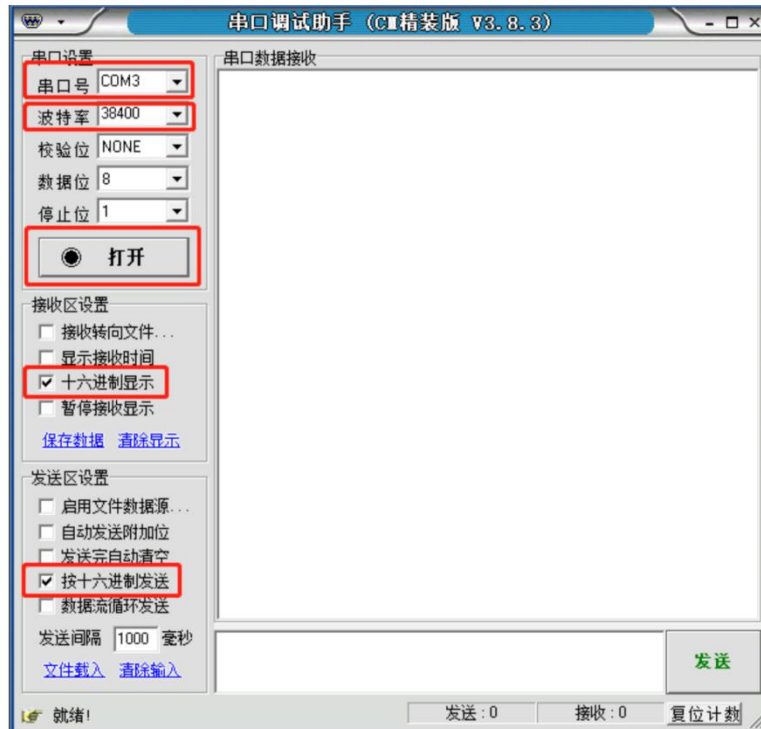 串口调试助手 (CM精装版 V3.8.3)
串口设置
串口号 COM3
波特率 38400
校验位 NONE
数据位 8
停止位 1
打开
接收区设置
接收转向文件...
显示接收时间
十六进制显示
暂停接收显示
保存数据 清除显示
发送区设置
启用文件数据源...
自动发送附加位
发送完自动清空
按十六进制发送
数据流循环发送
发送间隔 1000 毫秒
文件载入 清除输入
串口数据接收
发送
就绪!
发送:0
接收:0
复位计数